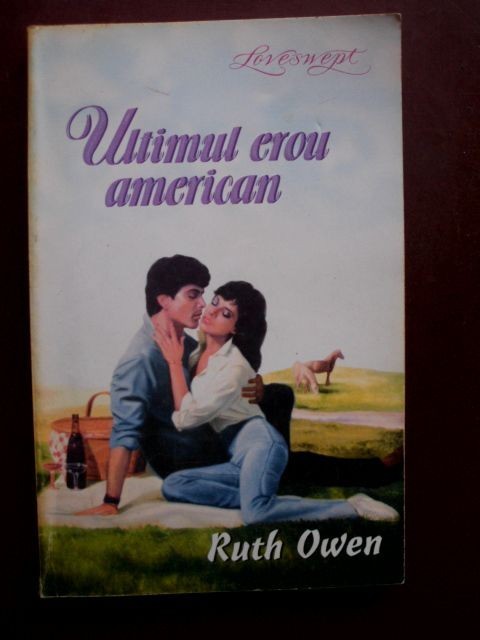 Loveswept
Ultimul erou
american
Ruth Owen